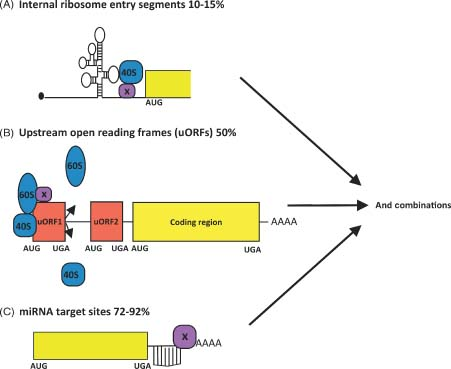 (A) Internal ribosome entry segments 10-15%
40S
X
AUG
(B) Upstream open reading frames (uORFs) 50%
60S
60S
X
40S
uORF1
uORF2
Coding region
AAAA
And combinations
AUG
UGA
AUG
UGA
AUG
UGA
40S
(C) miRNA target sites 72-92%
X
AAAA
AUG
UGA